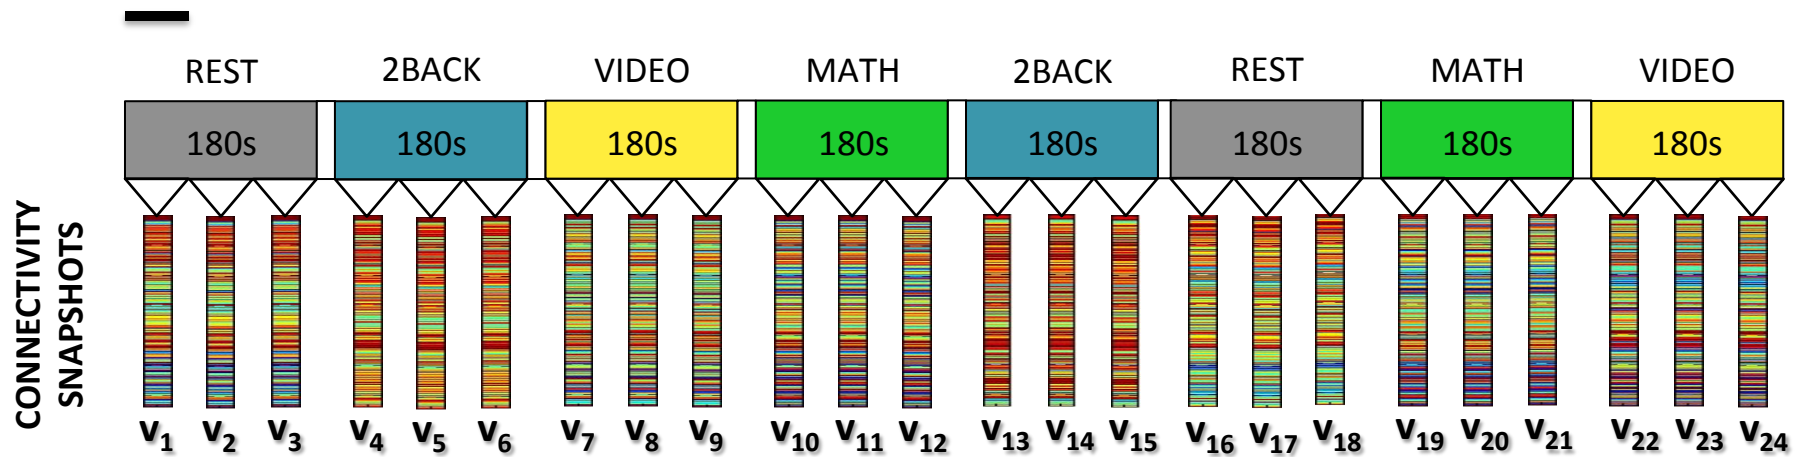 REST 2BACK VIDEO MATH 2BACK REST MATH VIDEO
180s 180s 180s 180s 180s 180s 180s 180s
CONNECTIVITY
SNAPSHOTS
v1 v2 v3 v4 v5 v6 v7 v8 v9 v10 v11 v12 v13 v14 v15 v16 v17 v18 v19 v20 v21 v22 v23 v24